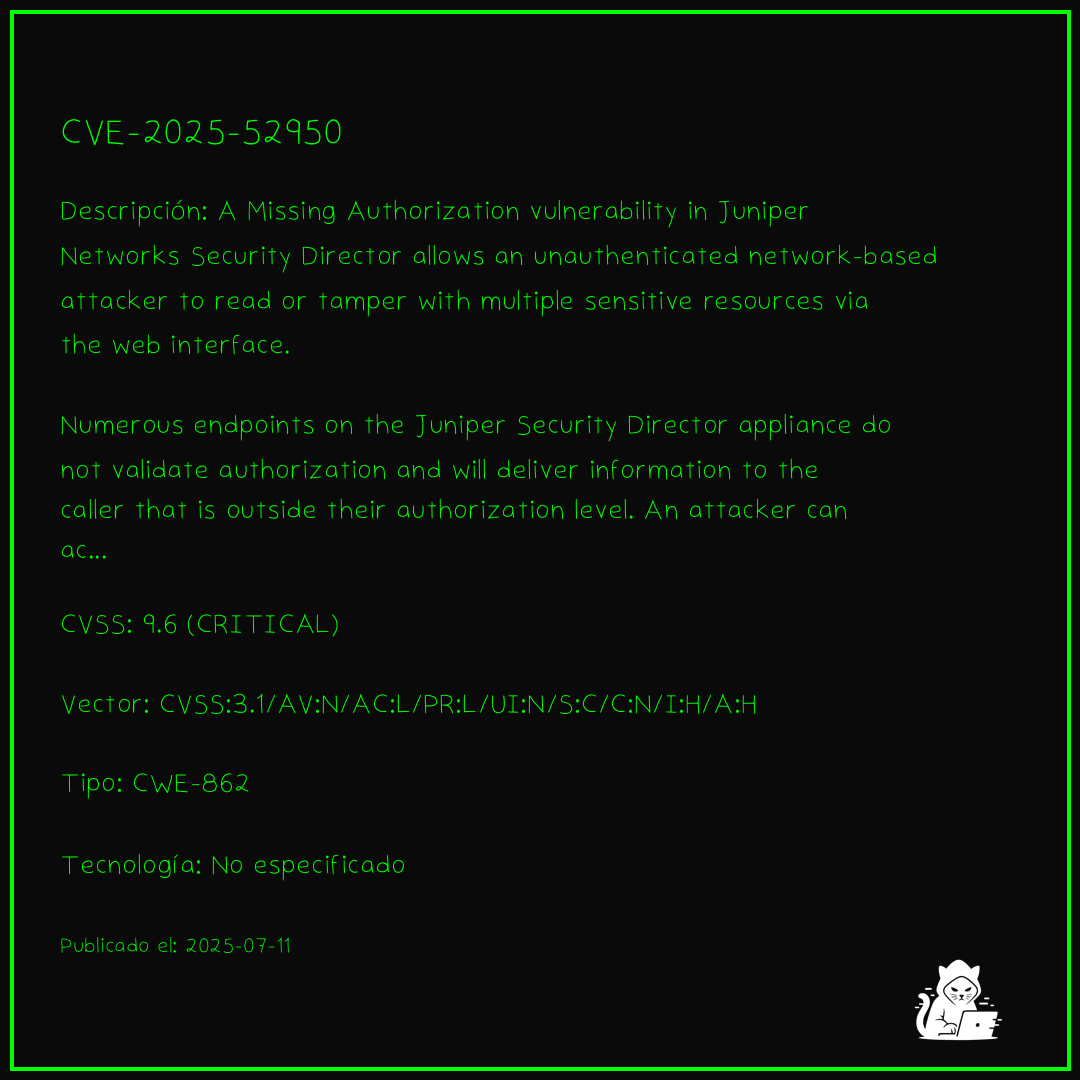 CVE-2025-52950
Descripción: A Missing Authorization vulnerability in Juniper
Networks Security Director allows an unauthenticated network-based
attacker to read or tamper with multiple sensitive resources via
the web interface.
Numerous endpoints on the Juniper Security Director appliance do
not validate authorization and will deliver information to the
caller that is outside their authorization level. An attacker can
ac...
CVSS: 9.6 (CRITICAL)
Vector: CVSS:3.1/AV:N/AC:L/PR:L/UI:N/S:C/C:N/I:H/A:H
Tipo: CWE-862
Tecnología: No especificado
Publicado el: 2025-07-11